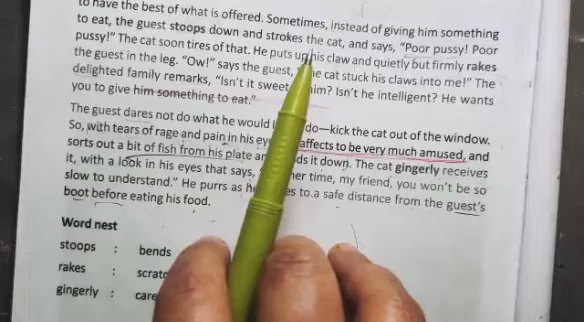 to have the best of what is offered. Sometimes, instead of giving him something
to eat, the guest stoops down and strokes the cat, and says, “Poor pussy! Poor
pussy!” The cat soon tires of that. He puts up his claw and quietly but firmly rakes
the guest in the leg. “Ow!” says the guest, cat stuck his claws into me!” The
delighted family remarks, “Isn’t it sweet him? Isn’t he intelligent? He wants
you to give him something to eat.”
The guest dares not do what he would do—kick the cat out of the window.
So, with tears of rage and pain in his affects to be very much amused, and
sorts out a bit of fish from his plate it down. The cat gingerly receives
it, with a look in his eyes that says, time, my friend, you won’t be so
slow to understand.” He purrs as to a safe distance from the guest’s
boot before eating his food.
Word nest
stoops : bends
rakes :
gingerly :